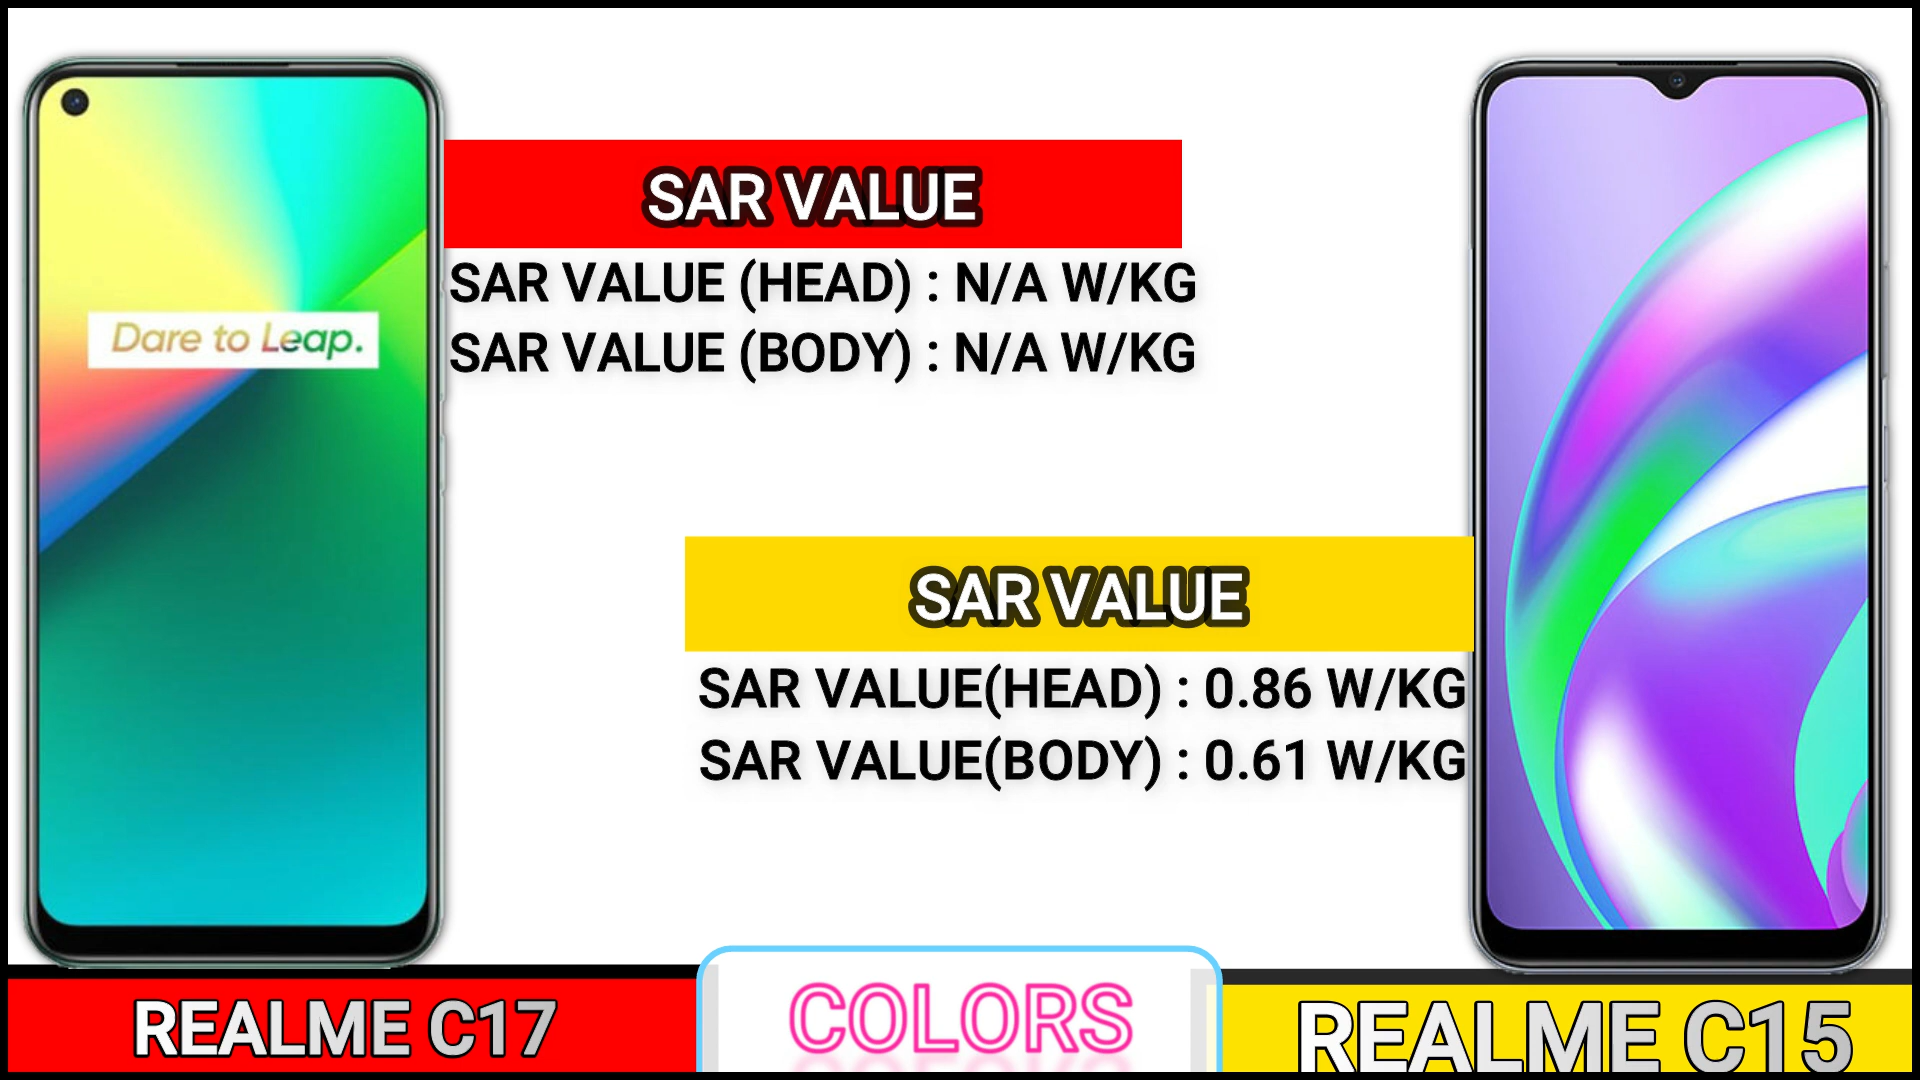 Dare to Leap.
SAR VALUE
SAR VALUE (HEAD) : N/A W/KG
SAR VALUE (BODY) : N/A W/KG
SAR VALUE
SAR VALUE(HEAD) : 0.86 W/KG
SAR VALUE(BODY) : 0.61 W/KG
REALME C17
COLORS
REALME C15